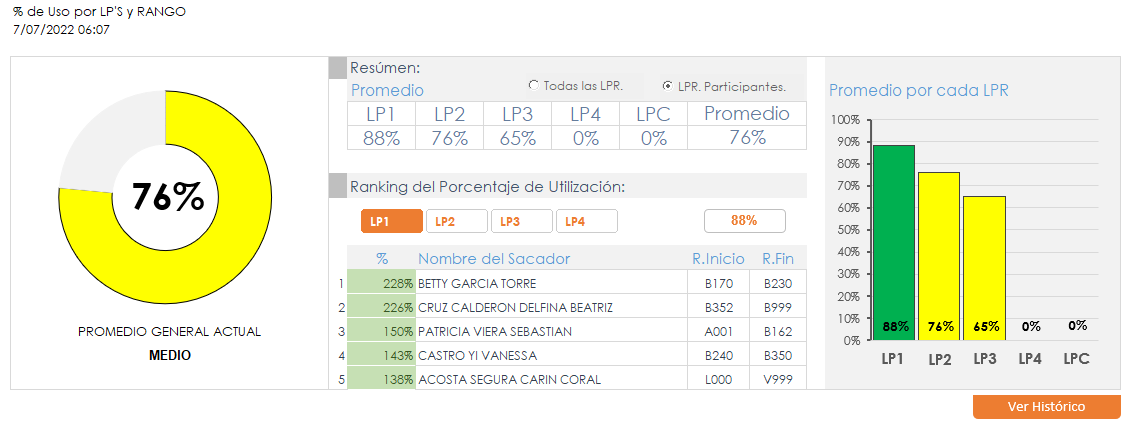 % de Uso por LP'S y RANGO
7/07/2022 06:07
76%
PROMEDIO GENERAL ACTUAL
MEDIO
Resúmen:
Promedio
Todas las LPR.
LPR. Participantes.
LP1 LP2 LP3 LP4 LPC Promedio
88% 76% 65% 0% 0% 76%
Ranking del Porcentaje de Utilización:
LP1 LP2 LP3 LP4 88%
% Nombre del Sacador R.Inicio R.Fin
1 228% BETTY GARCIA TORRE B170 B230
2 226% CRUZ CALDERON DELFINA BEATRIZ B352 B999
3 150% PATRICIA VIERA SEBASTIAN A001 B162
4 143% CASTRO YI VANESSA B240 B350
5 138% ACOSTA SEGURA CARIN CORAL L000 V999
Promedio por cada LPR
100%
90%
80%
70%
60%
50%
40%
30%
20%
10%
0%
88% 76% 65% 0% 0%
LP1 LP2 LP3 LP4 LPC
Ver Histórico